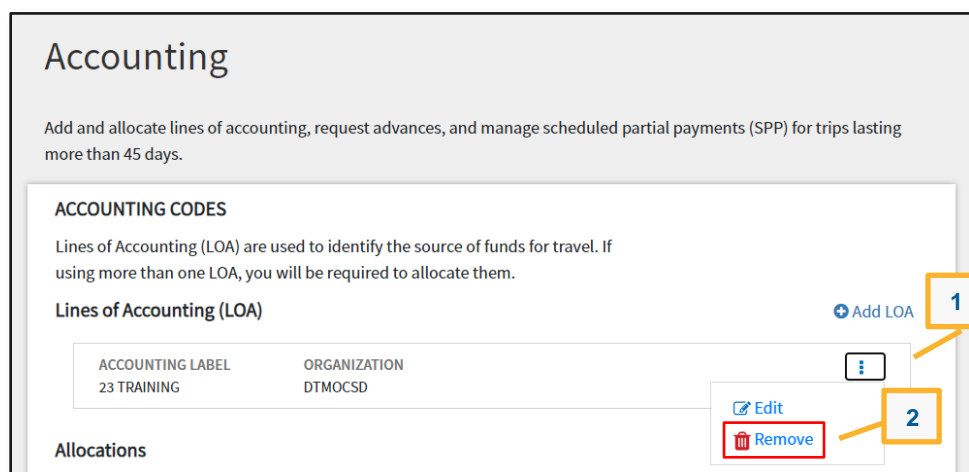 Accounting
Add and allocate lines of accounting, request advances, and manage scheduled partial payments (SPP) for trips lasting
more than 45 days.
ACCOUNTING CODES
Lines of Accounting (LOA) are used to identify the source of funds for travel. If
using more than one LOA, you will be required to allocate them.
Lines of Accounting (LOA)
Add LOA
1
ACCOUNTING LABEL
ORGANIZATION
23 TRAINING
DTMOCSD
Edit
Remove
2
Allocations